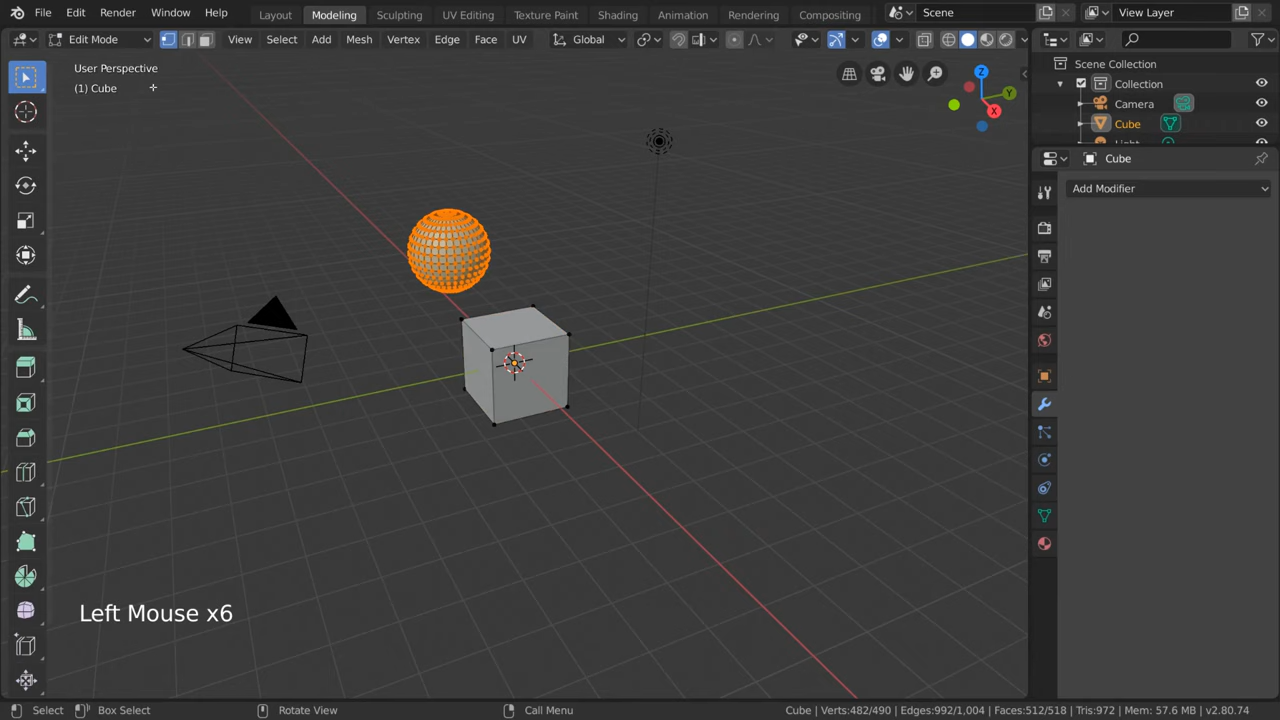 File Edit Render Window Help Layout Modeling Sculpting UV Editing Texture Paint Shading Animation Rendering Compositing Scene View Layer
Edit Mode View Select Add Mesh Vertex Edge Face UV Global
User Perspective
(1) Cube
Z
Y
X
Scene Collection
Collection
Camera
Cube
Light
Cube
Add Modifier
Left Mouse x6
Select Box Select Rotate View Call Menu Cube | Verts:482/490 | Edges:992/1,004 | Faces:512/518 | Tris:972 | Mem: 57.6 MB | v2.80.74